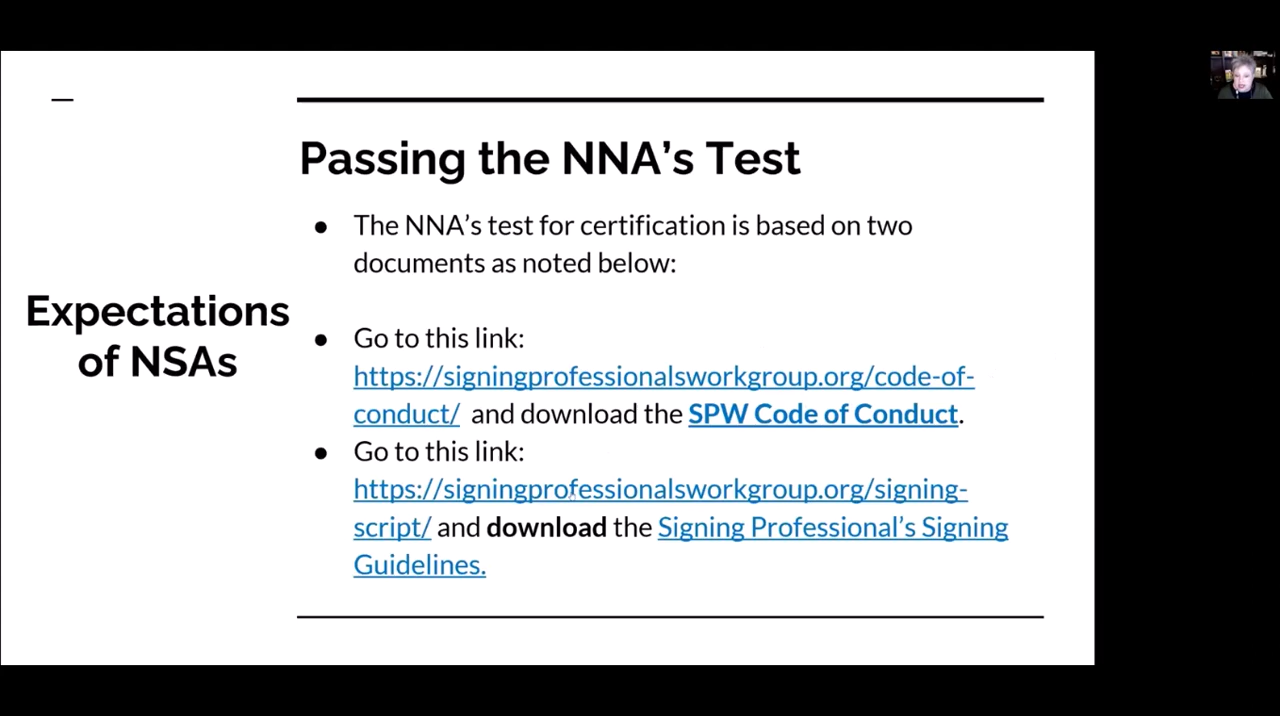 Expectations
of NSAs
Passing the NNA’s Test
● The NNA’s test for certification is based on two
documents as noted below:
● Go to this link:
https://signingprofessionalsworkgroup.org/code-of-
conduct/ and download the SPW Code of Conduct.
● Go to this link:
https://signingprofessionalsworkgroup.org/signing-
script/ and download the Signing Professional’s Signing
Guidelines.